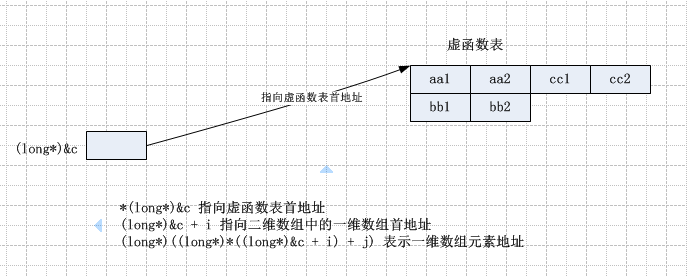 虚函数表
aa1 aa2 cc1 cc2
指向虚函数表首地址
bb1 bb2
(long*)&c
*(long*)&c 指向虚函数表首地址
(long*)&c + i 指向二维数组中的一维数组首地址
(long*)((long*)*((long*)&c + i) + j) 表示一维数组元素地址